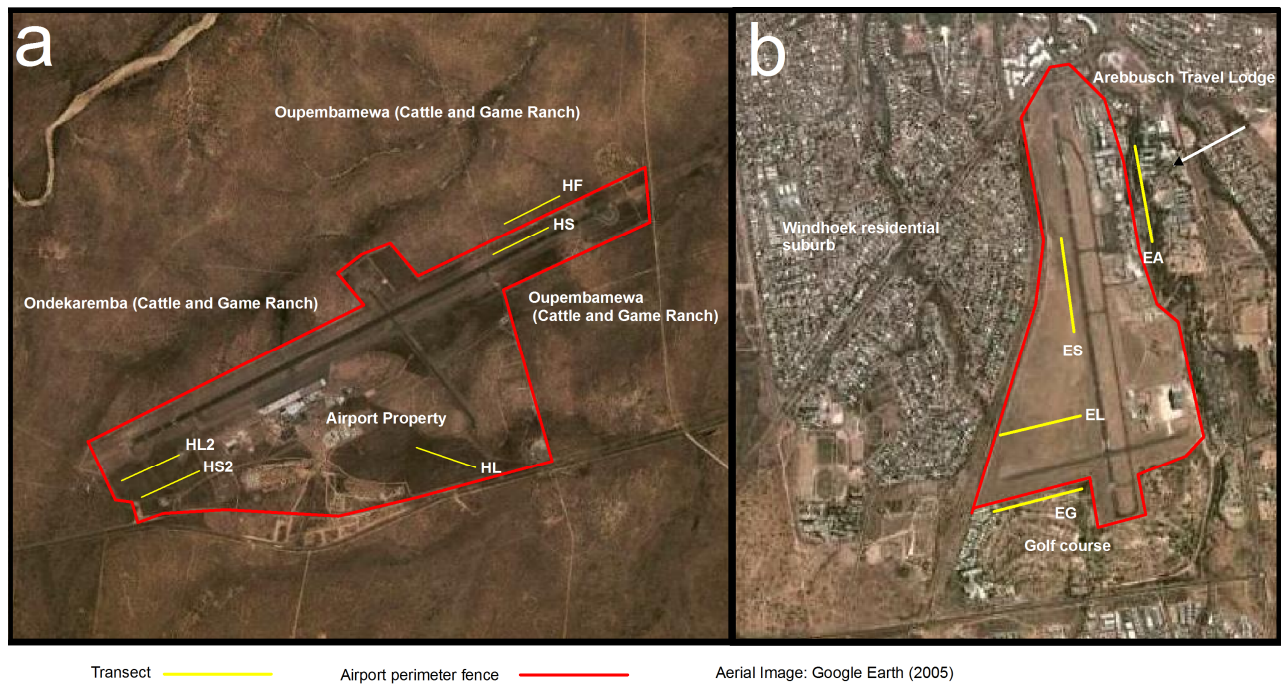 a
b
Arebbusch Travel Lodge
Oupembamewa (Cattle and Game Ranch)
HF
HS
Windhoek residential
suburb
EA
Ondekaremba (Cattle and Game Ranch)
Oupembamewa
(Cattle and Game Ranch)
ES
Airport Property
EL
HL2
HS2
HL
EG
Golf course
Transect
Airport perimeter fence
Aerial Image: Google Earth (2005)